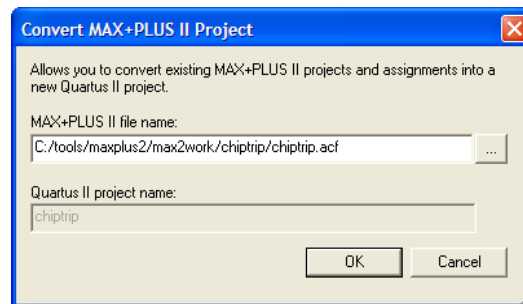 Convert MAX+PLUS II Project
Allows you to convert existing MAX+PLUS II projects and assignments into a
new Quartus II project.
MAX+PLUS II file name:
C:/tools/maxplus2/max2work/chiptrip/chiptrip.acf
...
Quartus II project name:
chiptrip
OK
Cancel